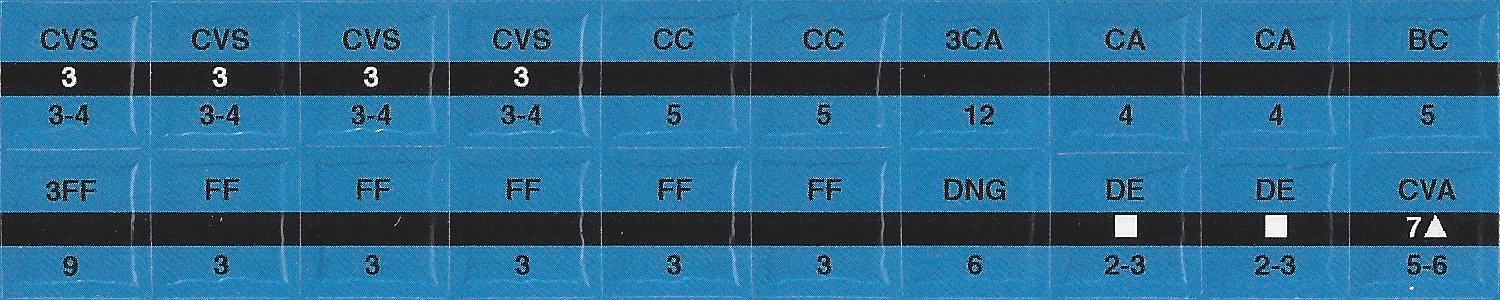 CVS CVS CVS CVS CC CC 3CA CA CA BC
3 3 3 3
3-4 3-4 3-4 3-4 5 5 12 4 4 5
3FF FF FF FF FF FF DNG DE DE CVA
■ ■ 7▲
9 3 3 3 3 3 6 2-3 2-3 5-6